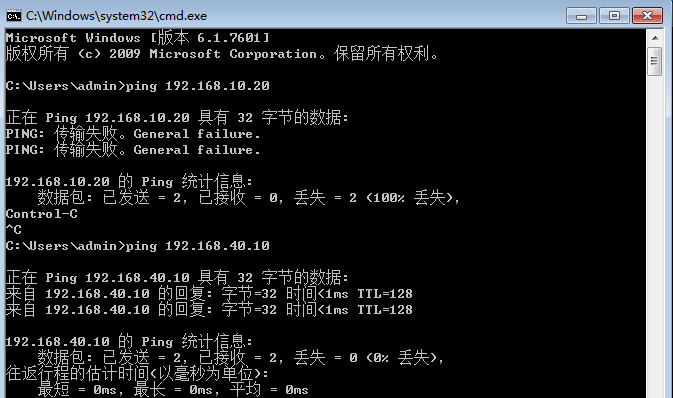 C:\Windows\system32\cmd.exe
Microsoft Windows [版本 6.1.7601]
版权所有 (c) 2009 Microsoft Corporation。保留所有权利。
C:\Users\admin>ping 192.168.10.20
正在 Ping 192.168.10.20 具有 32 字节的数据:
PING: 传输失败。General failure.
PING: 传输失败。General failure.
192.168.10.20 的 Ping 统计信息:
数据包: 已发送 = 2，已接收 = 0，丢失 = 2 (100% 丢失)，
Control-C
^C
C:\Users\admin>ping 192.168.40.10
正在 Ping 192.168.40.10 具有 32 字节的数据:
来自 192.168.40.10 的回复: 字节=32 时间<1ms TTL=128
来自 192.168.40.10 的回复: 字节=32 时间<1ms TTL=128
192.168.40.10 的 Ping 统计信息:
数据包: 已发送 = 2，已接收 = 2，丢失 = 0 (0% 丢失)，
往返行程的估计时间(以毫秒为单位):
最短 = 0ms，最长 = 0ms，平均 = 0ms